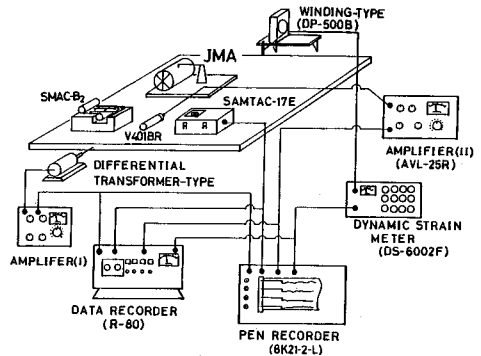 WINDING-TYPE
(DP-500B)
JMA
SMAC-B2
SAMTAC-17E
V401BR
AMPLIFIER(II)
(AVL-25R)
DIFFERENTIAL
TRANSFORMER-TYPE
DYNAMIC STRAIN
METER
(DS-6002F)
AMPLIFER(I)
DATA RECORDER
(R-80)
PEN RECORDER
(8K21-2-L)